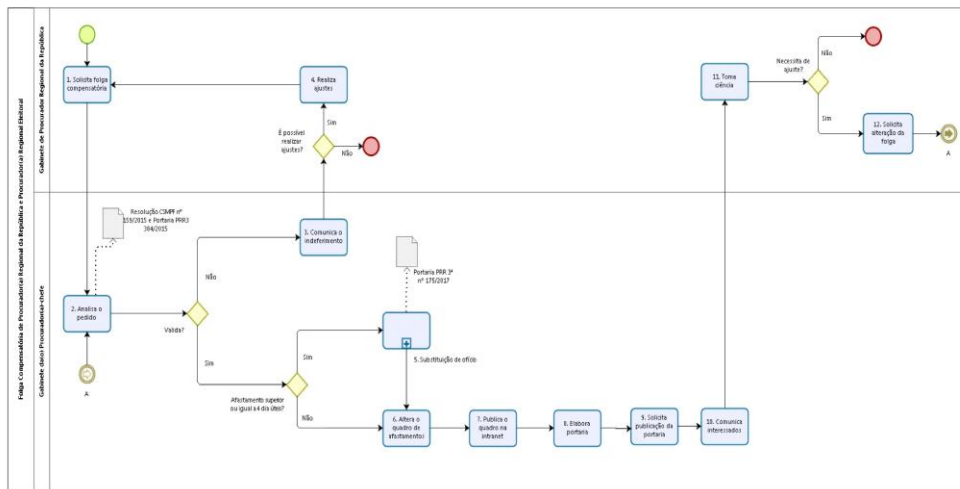 Folga Compensatória de Procurador(a) Regional da República e Procurador(a) Regional Eleitoral
Gabinete de Procurador Regional da República
1. Solicita folga
compensatória
4. Realiza
ajustes
Sim
É possível
realizar
ajustes?
Não
11. Toma
ciência
Necessita de
ajuste?
Não
Sim
12. Solicita
alteração da
folga
A
Gabinete da(o) Procurador(a)-chefe
Resolução CSMPF nº
159/2015 e Portaria PRR3
304/2015
2. Analisa o
pedido
A
Valida?
Não
Sim
3. Comunica o
indeferimento
Portaria PRR 3ª
nº 175/2017
Afastamento superior
ou igual a 4 dia úteis?
Sim
Não
5. Substituição de ofício
6. Altera o
quadro de
afastamentos
7. Publica o
quadro na
intranet
8. Elabora
portaria
9. Solicita
publicação da
portaria
10. Comunica
interessados